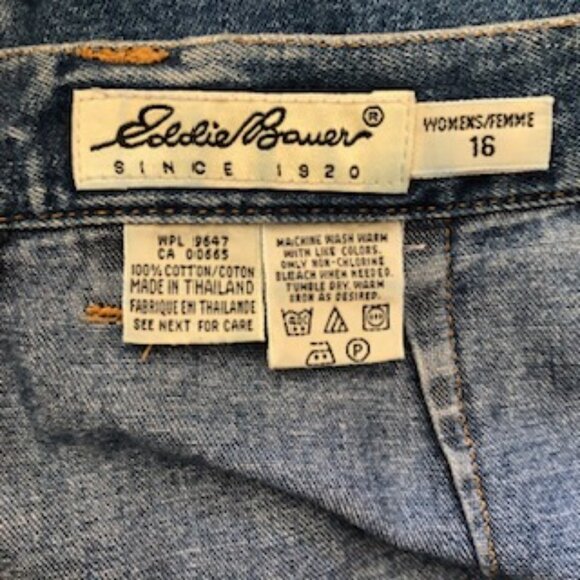 Eddie Bauer®
SINCE 1920
WOMENS/FEMME
16
WPL 9647
CA 00665
100% COTTON/COTON
MADE IN THAILAND
FABRIQUE EN THAILANDE
SEE NEXT FOR CARE
MACHINE WASH WARM
WITH LIKE COLORS.
ONLY NON-CHLORINE
BLEACH WHEN NEEDED.
TUMBLE DRY WARM
IRON AS DESIRED.
P